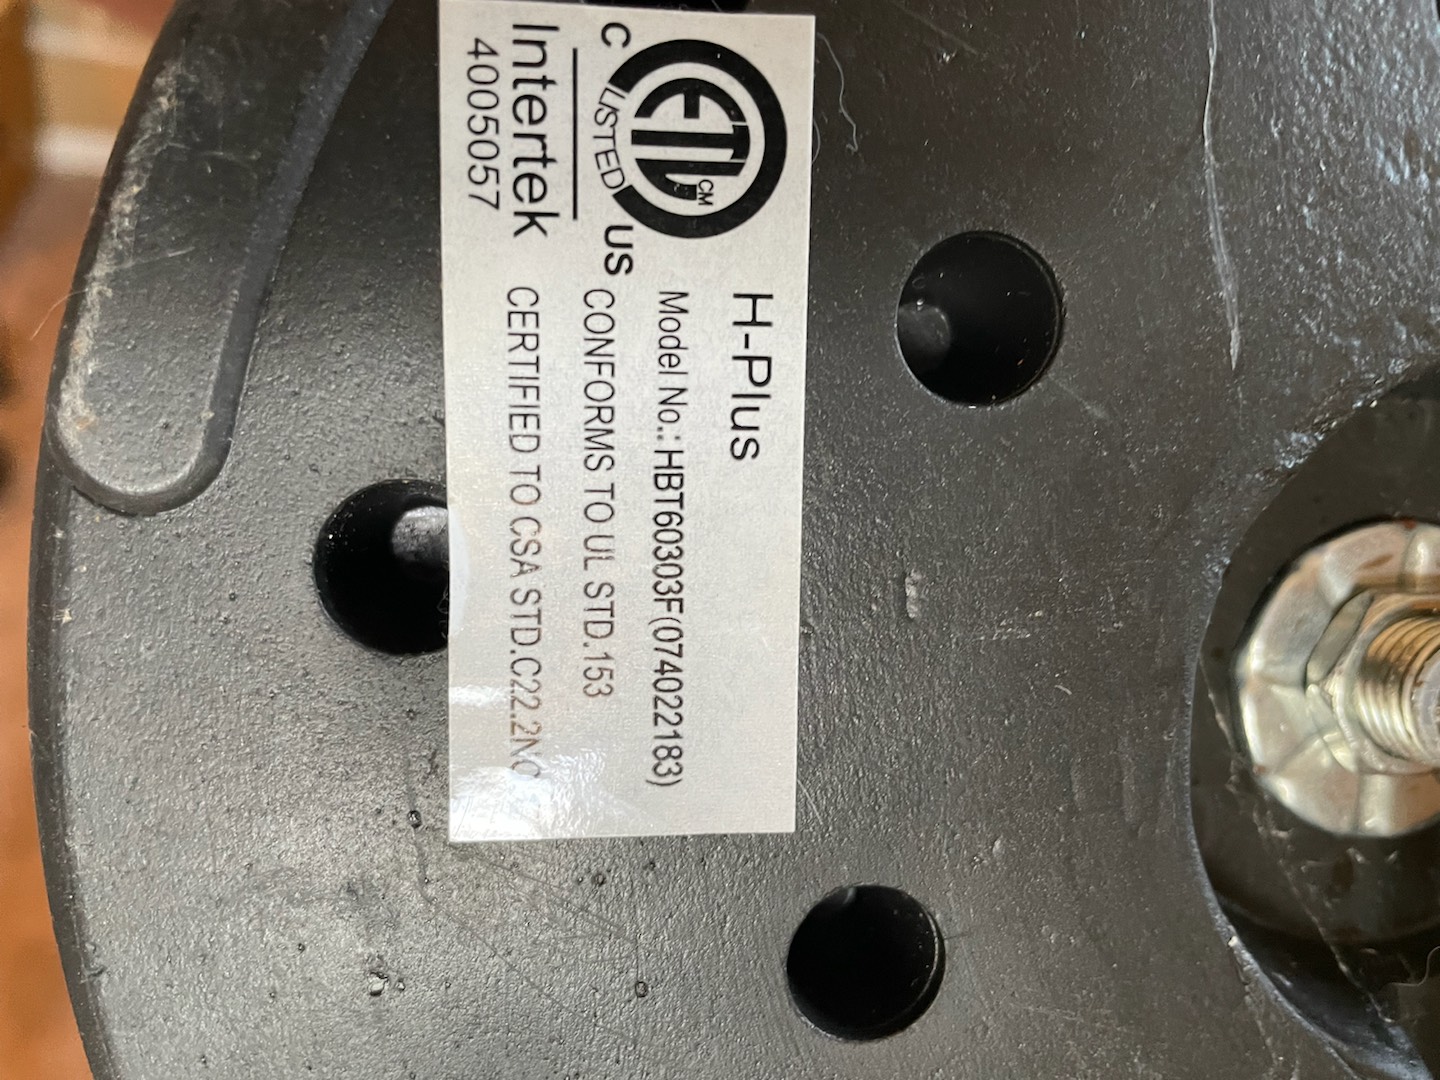 C ETL CM LISTED US
Intertek
4005057
H-Plus
Model No.: HBT60303F(074022183)
CONFORMS TO UL STD.153
CERTIFIED TO CSA STD.C22.2NO